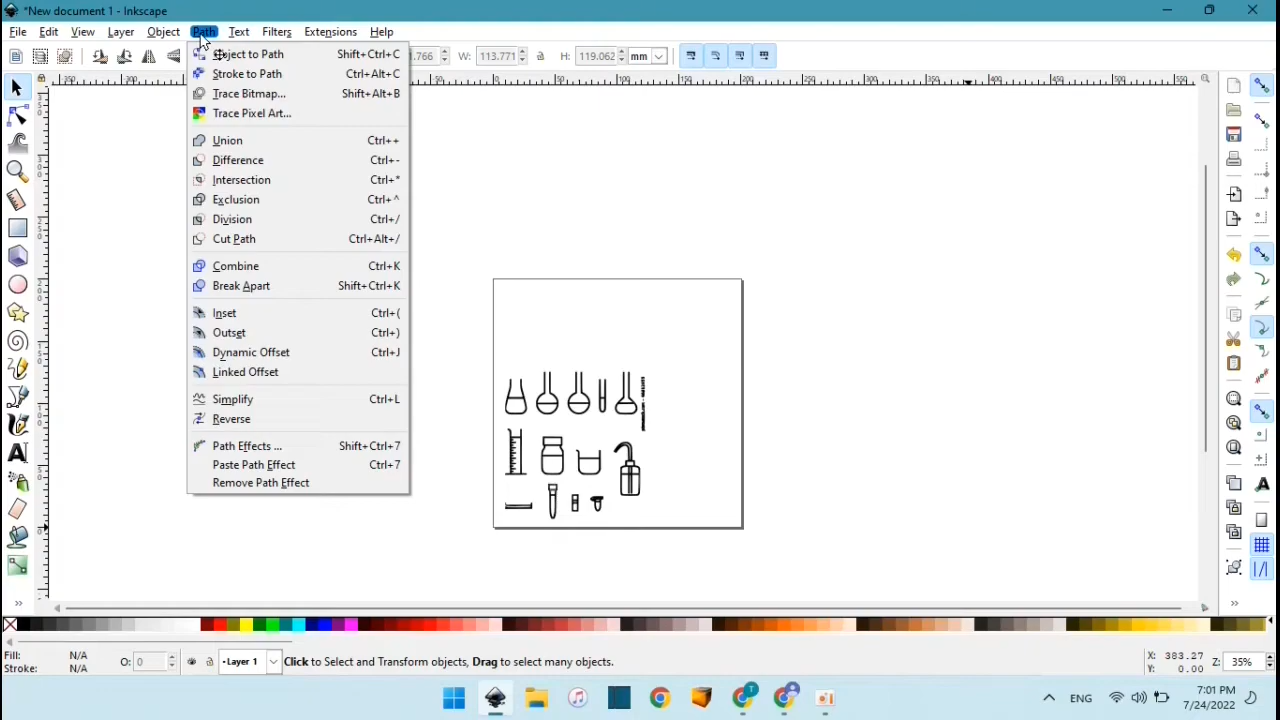 *New document 1 - Inkscape
File Edit View Layer Object Path Text Filters Extensions Help
.766 W: 113.771 H: 119.062 mm
Object to Path Shift+Ctrl+C
Stroke to Path Ctrl+Alt+C
Trace Bitmap... Shift+Alt+B
Trace Pixel Art...
Union Ctrl++
Difference Ctrl+-
Intersection Ctrl+*
Exclusion Ctrl+^
Division Ctrl+/
Cut Path Ctrl+Alt+/
Combine Ctrl+K
Break Apart Shift+Ctrl+K
Inset Ctrl+(
Outset Ctrl+)
Dynamic Offset Ctrl+J
Linked Offset
Simplify Ctrl+L
Reverse
Path Effects ... Shift+Ctrl+7
Paste Path Effect Ctrl+7
Remove Path Effect
Fill: N/A
Stroke: N/A
O: 0
•Layer 1
Click to Select and Transform objects, Drag to select many objects.
X: 383.27
Y: 0.00
Z: 35%
ENG
7:01 PM
7/24/2022